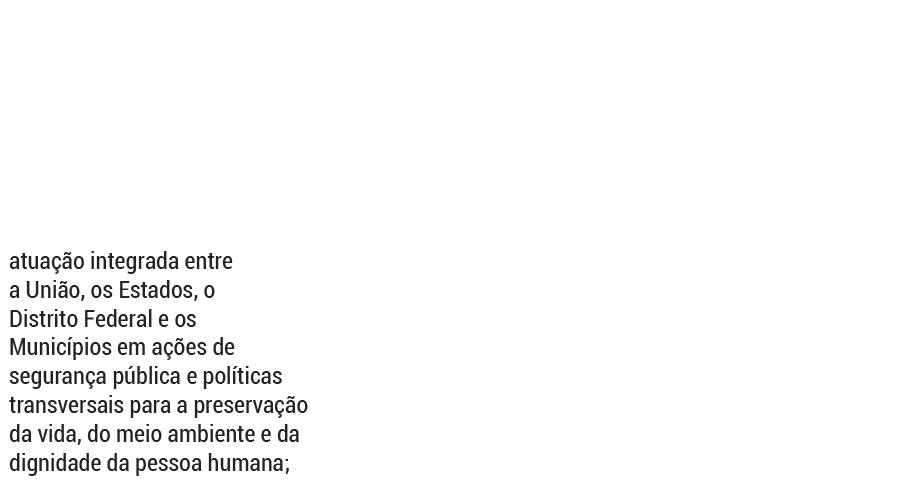 atuação integrada entre
a União, os Estados, o
Distrito Federal e os
Municípios em ações de
segurança pública e políticas
transversais para a preservação
da vida, do meio ambiente e da
dignidade da pessoa humana;